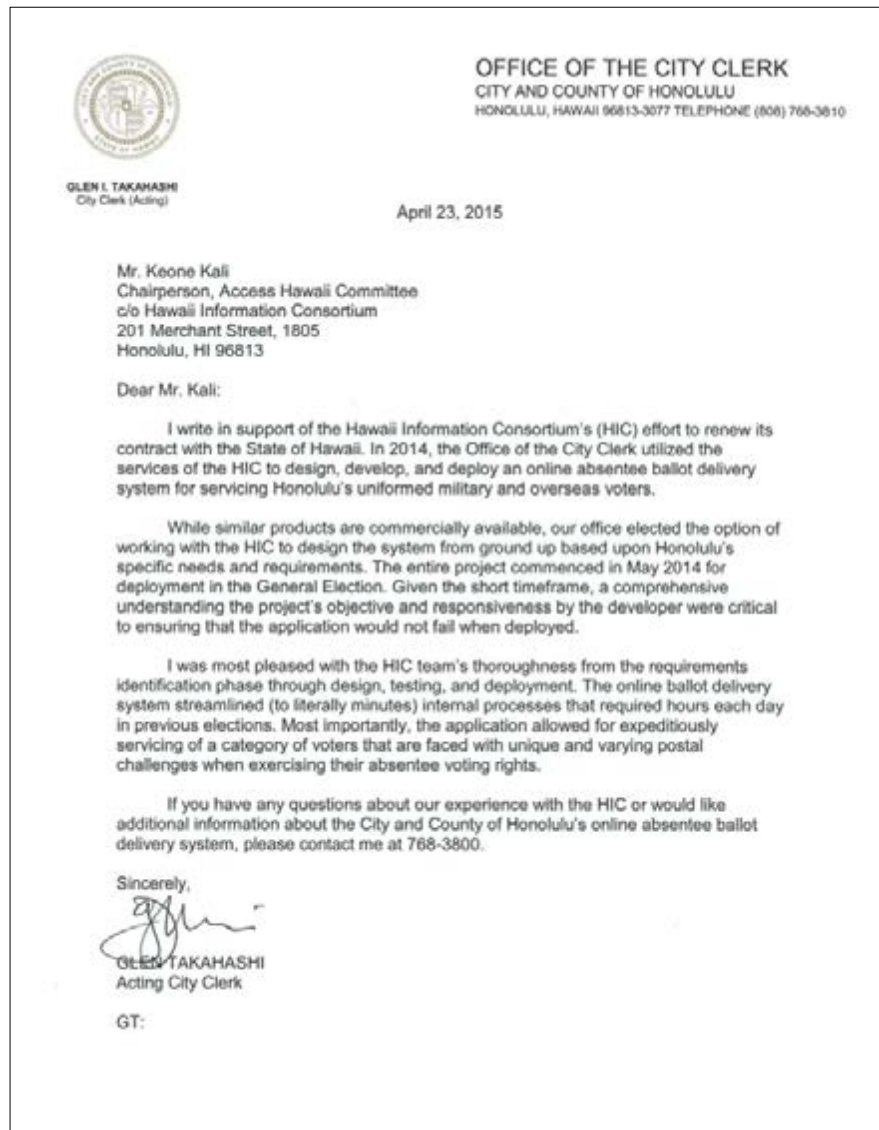 OFFICE OF THE CITY CLERK
CITY AND COUNTY OF HONOLULU
HONOLULU, HAWAII 96813-3077 TELEPHONE (808) 768-3810
CITY AND COUNTY OF HONOLULU
STATE OF HAWAII
GLEN I. TAKAHASHI
City Clerk (Acting)
April 23, 2015
Mr. Keone Kali
Chairperson, Access Hawaii Committee
c/o Hawaii Information Consortium
201 Merchant Street, 1805
Honolulu, HI 96813
Dear Mr. Kali:
I write in support of the Hawaii Information Consortium's (HIC) effort to renew its
contract with the State of Hawaii. In 2014, the Office of the City Clerk utilized the
services of the HIC to design, develop, and deploy an online absentee ballot delivery
system for servicing Honolulu's uniformed military and overseas voters.
While similar products are commercially available, our office elected the option of
working with the HIC to design the system from ground up based upon Honolulu's
specific needs and requirements. The entire project commenced in May 2014 for
deployment in the General Election. Given the short timeframe, a comprehensive
understanding the project's objective and responsiveness by the developer were critical
to ensuring that the application would not fail when deployed.
I was most pleased with the HIC team's thoroughness from the requirements
identification phase through design, testing, and deployment. The online ballot delivery
system streamlined (to literally minutes) internal processes that required hours each day
in previous elections. Most importantly, the application allowed for expeditiously
servicing of a category of voters that are faced with unique and varying postal
challenges when exercising their absentee voting rights.
If you have any questions about our experience with the HIC or would like
additional information about the City and County of Honolulu's online absentee ballot
delivery system, please contact me at 768-3800.
Sincerely,
GLEN TAKAHASHI
Acting City Clerk
GT: